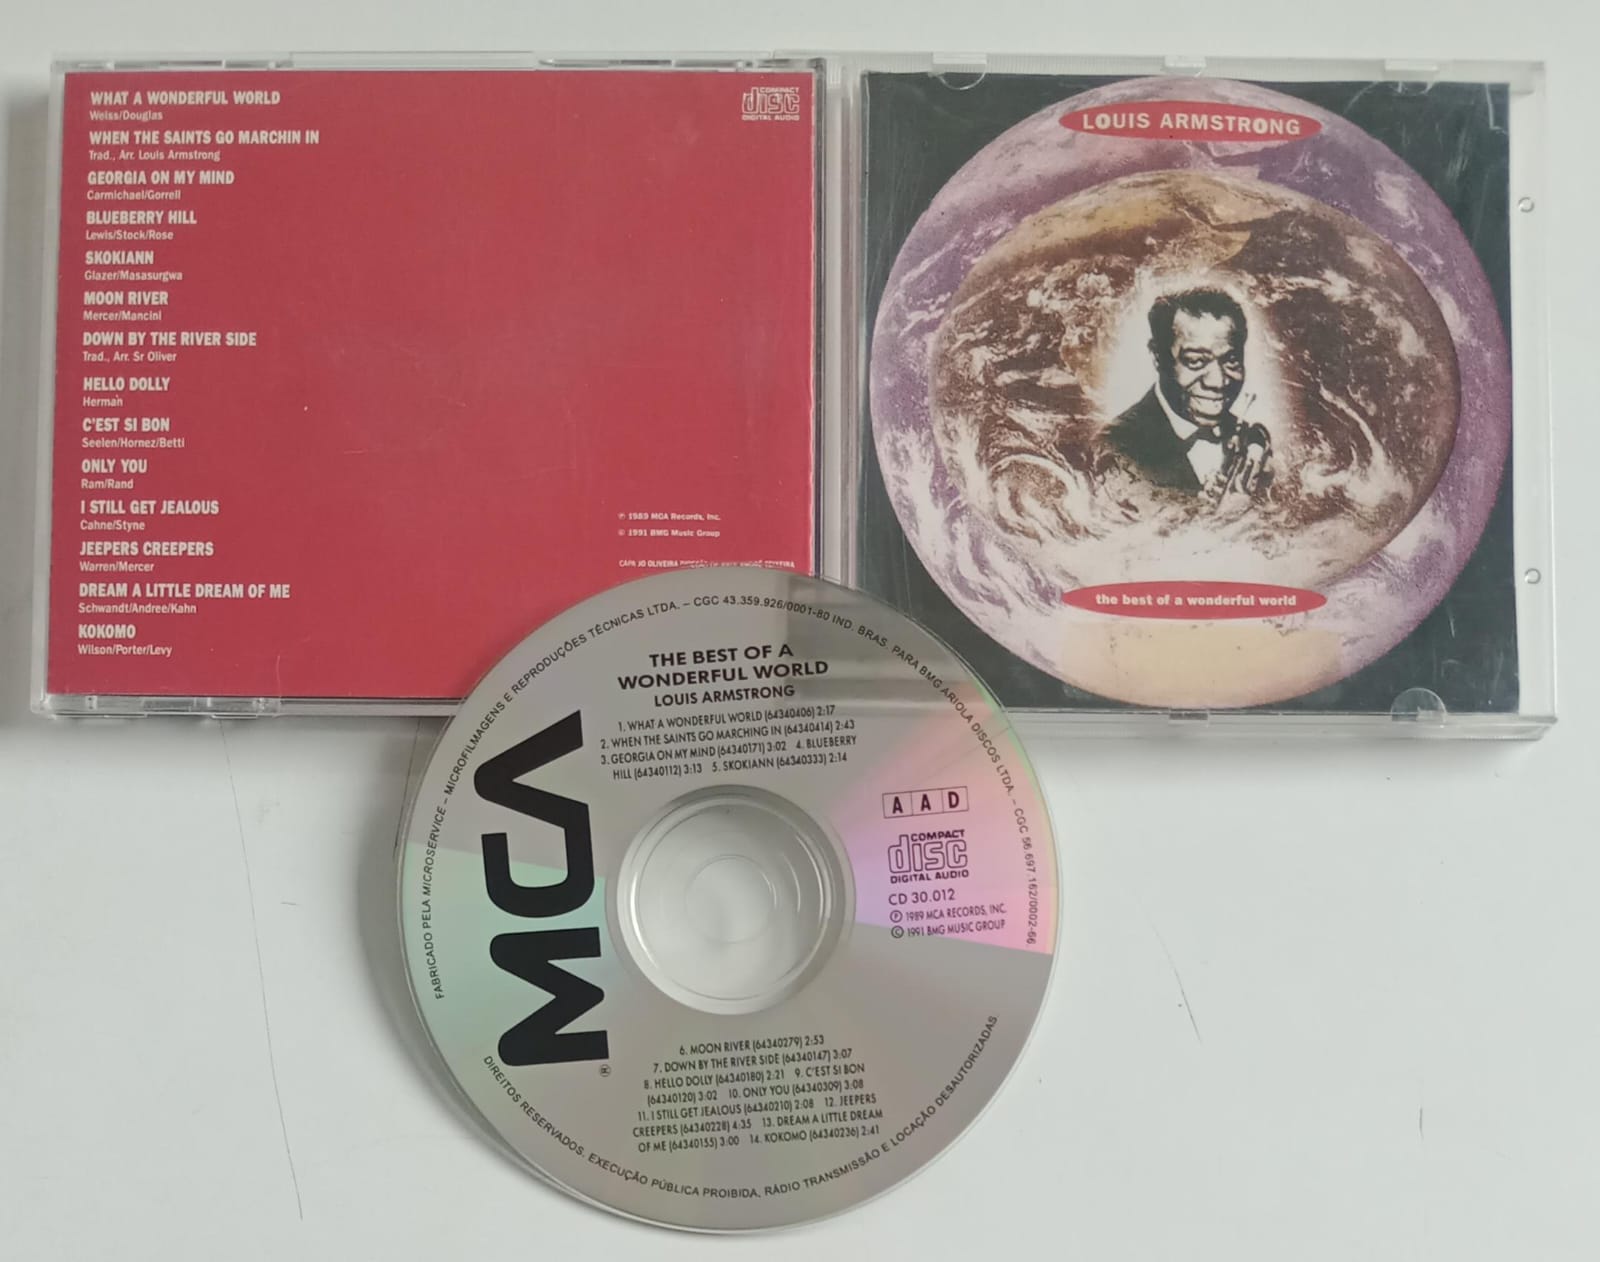 WHAT A WONDERFUL WORLD
Weiss/Douglas
WHEN THE SAINTS GO MARCHIN IN
Trad., Arr. Louis Armstrong
GEORGIA ON MY MIND
Carmichael/Gorrell
BLUEBERRY HILL
Lewis/Stock/Rose
SKOKIANN
Glazer/Masasurgwa
MOON RIVER
Mercer/Mancini
DOWN BY THE RIVER SIDE
Trad., Arr. Sr Oliver
HELLO DOLLY
Herman
C'EST SI BON
Seelen/Hornez/Betti
ONLY YOU
Ram/Rand
I STILL GET JEALOUS
Cahne/Styne
JEEPERS CREEPERS
Warren/Mercer
DREAM A LITTLE DREAM OF ME
Schwandt/Andree/Kahn
KOKOMO
Wilson/Porter/Levy
COMPACT
disc
DIGITAL AUDIO
℗ 1989 MCA Records, Inc.
© 1991 BMG Music Group
CAPA JO OLIVEIRA
LOUIS ARMSTRONG
the best of a wonderful world
FABRICADO PELA MICROSERVICE – MICROFILMAGENS E REPRODUÇÕES TÉCNICAS LTDA. – CGC 43.359.926/0001-80 IND. BRAS. PARA BMG ARIOLA DISCOS LTDA. – CGC 56.697.162/0002-66.
THE BEST OF A
WONDERFUL WORLD
LOUIS ARMSTRONG
1. WHAT A WONDERFUL WORLD (64340406) 2:17
2. WHEN THE SAINTS GO MARCHING IN (64340414) 2:43
3. GEORGIA ON MY MIND (64340171) 3:02 4. BLUEBERRY
HILL (64340112) 3:13 5. SKOKIANN (64340333) 2:14
MCA
®
A A D
COMPACT
disc
DIGITAL AUDIO
CD 30.012
℗ 1989 MCA RECORDS, INC.
© 1991 BMG MUSIC GROUP
6. MOON RIVER (64340279) 2:53
7. DOWN BY THE RIVER SIDE (64340147) 3:07
8. HELLO DOLLY (64340180) 2:21 9. C'EST SI BON
(64340120) 3:02 10. ONLY YOU (64340309) 3:08
11. I STILL GET JEALOUS (64340210) 2:08 12. JEEPERS
CREEPERS (64340228) 4:35 13. DREAM A LITTLE DREAM
OF ME (64340155) 3:00 14. KOKOMO (64340236) 2:41
DIREITOS RESERVADOS. EXECUÇÃO PÚBLICA PROIBIDA, RÁDIO TRANSMISSÃO E LOCAÇÃO DESAUTORIZADAS.